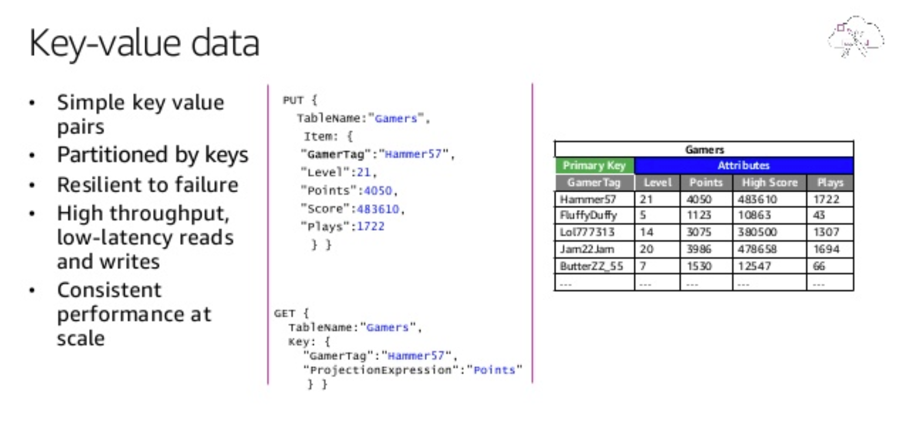 Key-value data
• Simple key value
pairs
• Partitioned by keys
• Resilient to failure
• High throughput,
low-latency reads
and writes
• Consistent
performance at
scale
PUT {
TableName:"Gamers",
Item: {
"GamerTag":"Hammer57",
"Level":21,
"Points":4050,
"Score":483610,
"Plays":1722
} }
GET {
TableName:"Gamers",
Key: {
"GamerTag":"Hammer57",
"ProjectionExpression":"Points"
} }
Gamers
Primary Key Attributes
GamerTag Level Points High Score Plays
Hammer57 21 4050 483610 1722
FluffyDuffy 5 1123 10863 43
Lol777313 14 3075 380500 1307
Jam22Jam 20 3986 478658 1694
ButterZZ_55 7 1530 12547 66
... ... ... ... ...